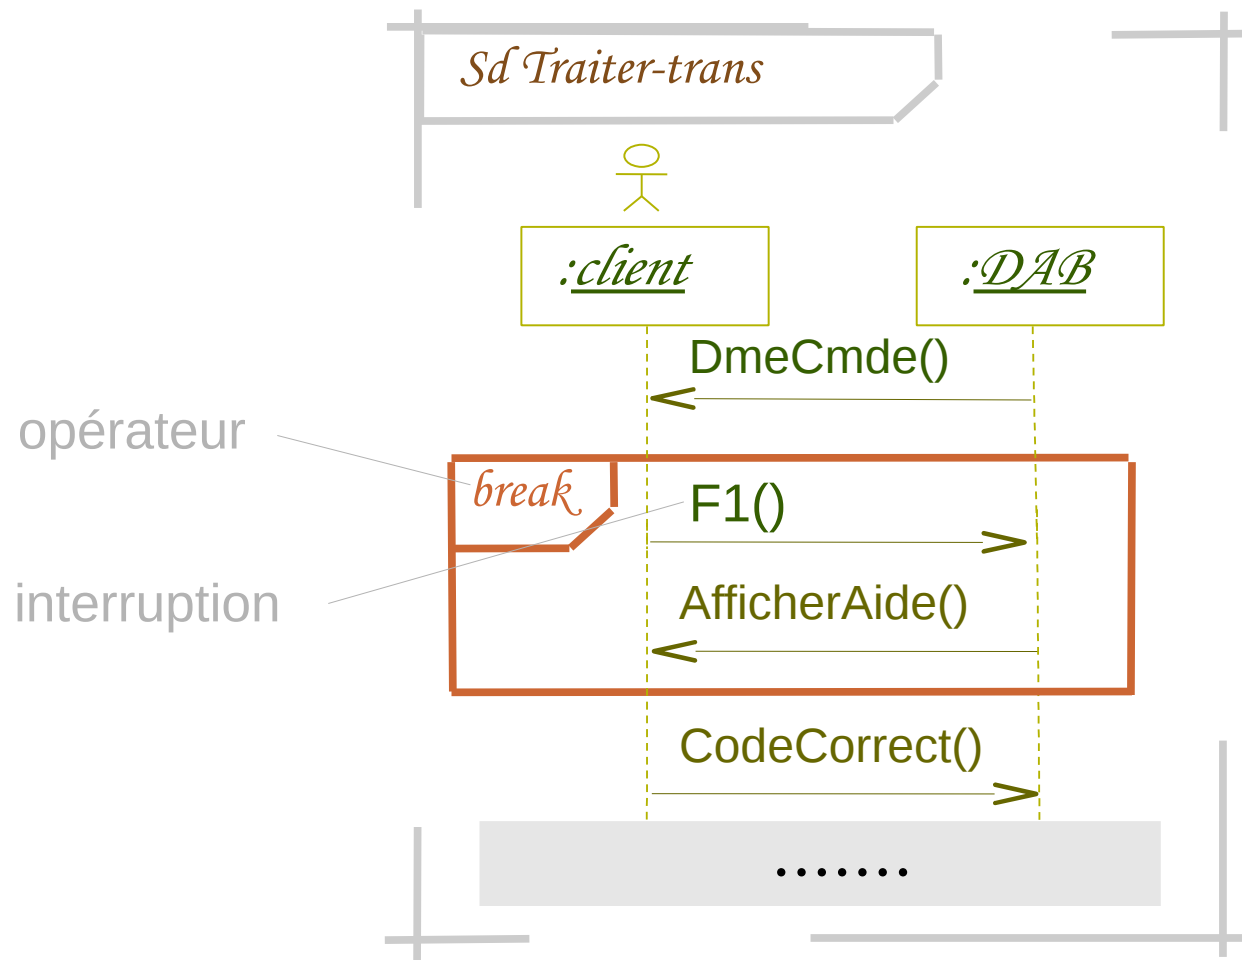 Sd Traiter-trans
:client
:DAB
DmeCmde()
opérateur
break
F1()
interruption
AfficherAide()
CodeCorrect()
.......